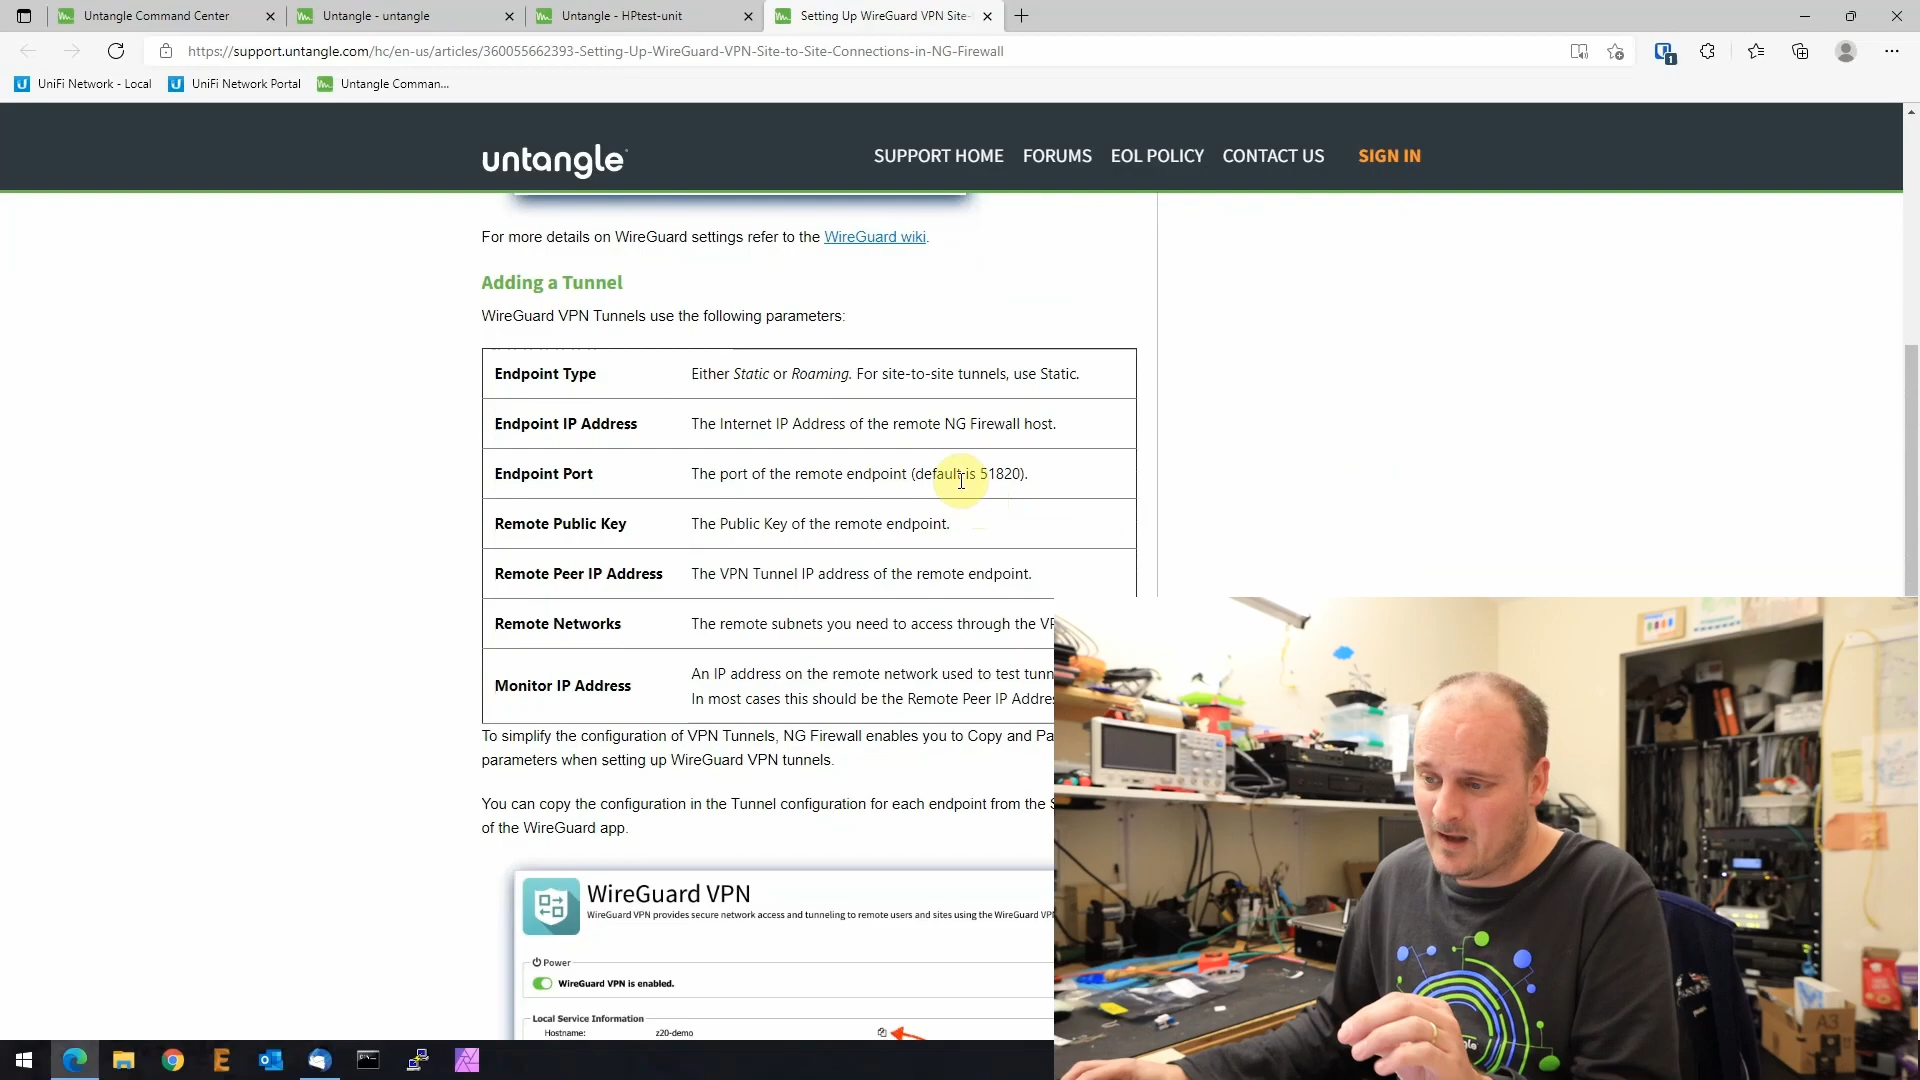 Untangle Command Center
Untangle - untangle
Untangle - HPtest-unit
Setting Up WireGuard VPN Site-
https://support.untangle.com/hc/en-us/articles/360055662393-Setting-Up-WireGuard-VPN-Site-to-Site-Connections-in-NG-Firewall
1
UniFi Network - Local
UniFi Network Portal
Untangle Comman...
untangle
SUPPORT HOME
FORUMS
EOL POLICY
CONTACT US
SIGN IN
For more details on WireGuard settings refer to the WireGuard wiki.
Adding a Tunnel
WireGuard VPN Tunnels use the following parameters:
Endpoint Type
Either Static or Roaming. For site-to-site tunnels, use Static.
Endpoint IP Address
The Internet IP Address of the remote NG Firewall host.
Endpoint Port
The port of the remote endpoint (default is 51820).
Remote Public Key
The Public Key of the remote endpoint.
Remote Peer IP Address
The VPN Tunnel IP address of the remote endpoint.
Remote Networks
The remote subnets you need to access through the VP
Monitor IP Address
An IP address on the remote network used to test tunn
In most cases this should be the Remote Peer IP Addre
To simplify the configuration of VPN Tunnels, NG Firewall enables you to Copy and Pa
parameters when setting up WireGuard VPN tunnels.
You can copy the configuration in the Tunnel configuration for each endpoint from the S
of the WireGuard app.
WireGuard VPN
WireGuard VPN provides secure network access and tunneling to remote users and sites using the WireGuard VPN
Power
WireGuard VPN is enabled.
Local Service Information
Hostname:
z20-demo
A3